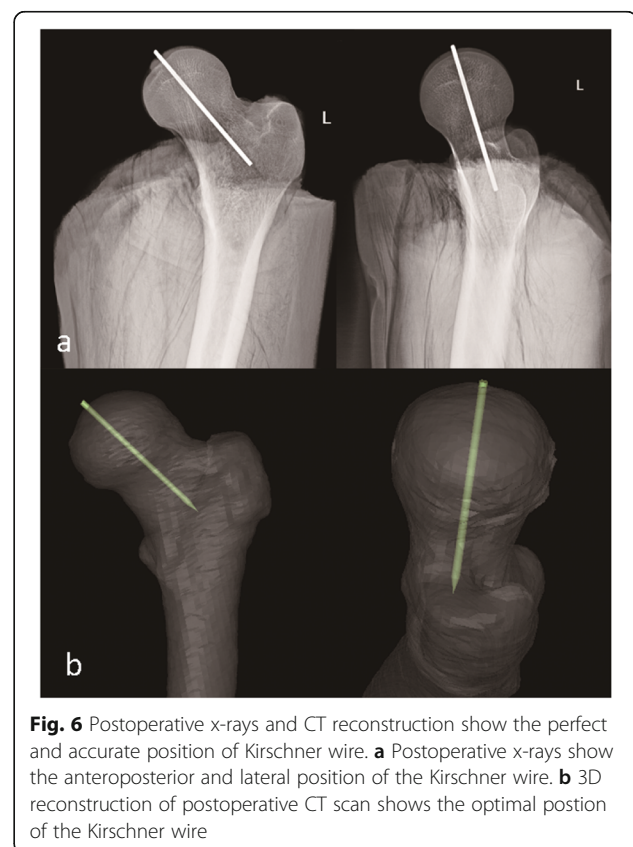 L
L
a
b
Fig. 6 Postoperative x-rays and CT reconstruction show the perfect
and accurate position of Kirschner wire. a Postoperative x-rays show
the anteroposterior and lateral position of the Kirschner wire. b 3D
reconstruction of postoperative CT scan shows the optimal postion
of the Kirschner wire